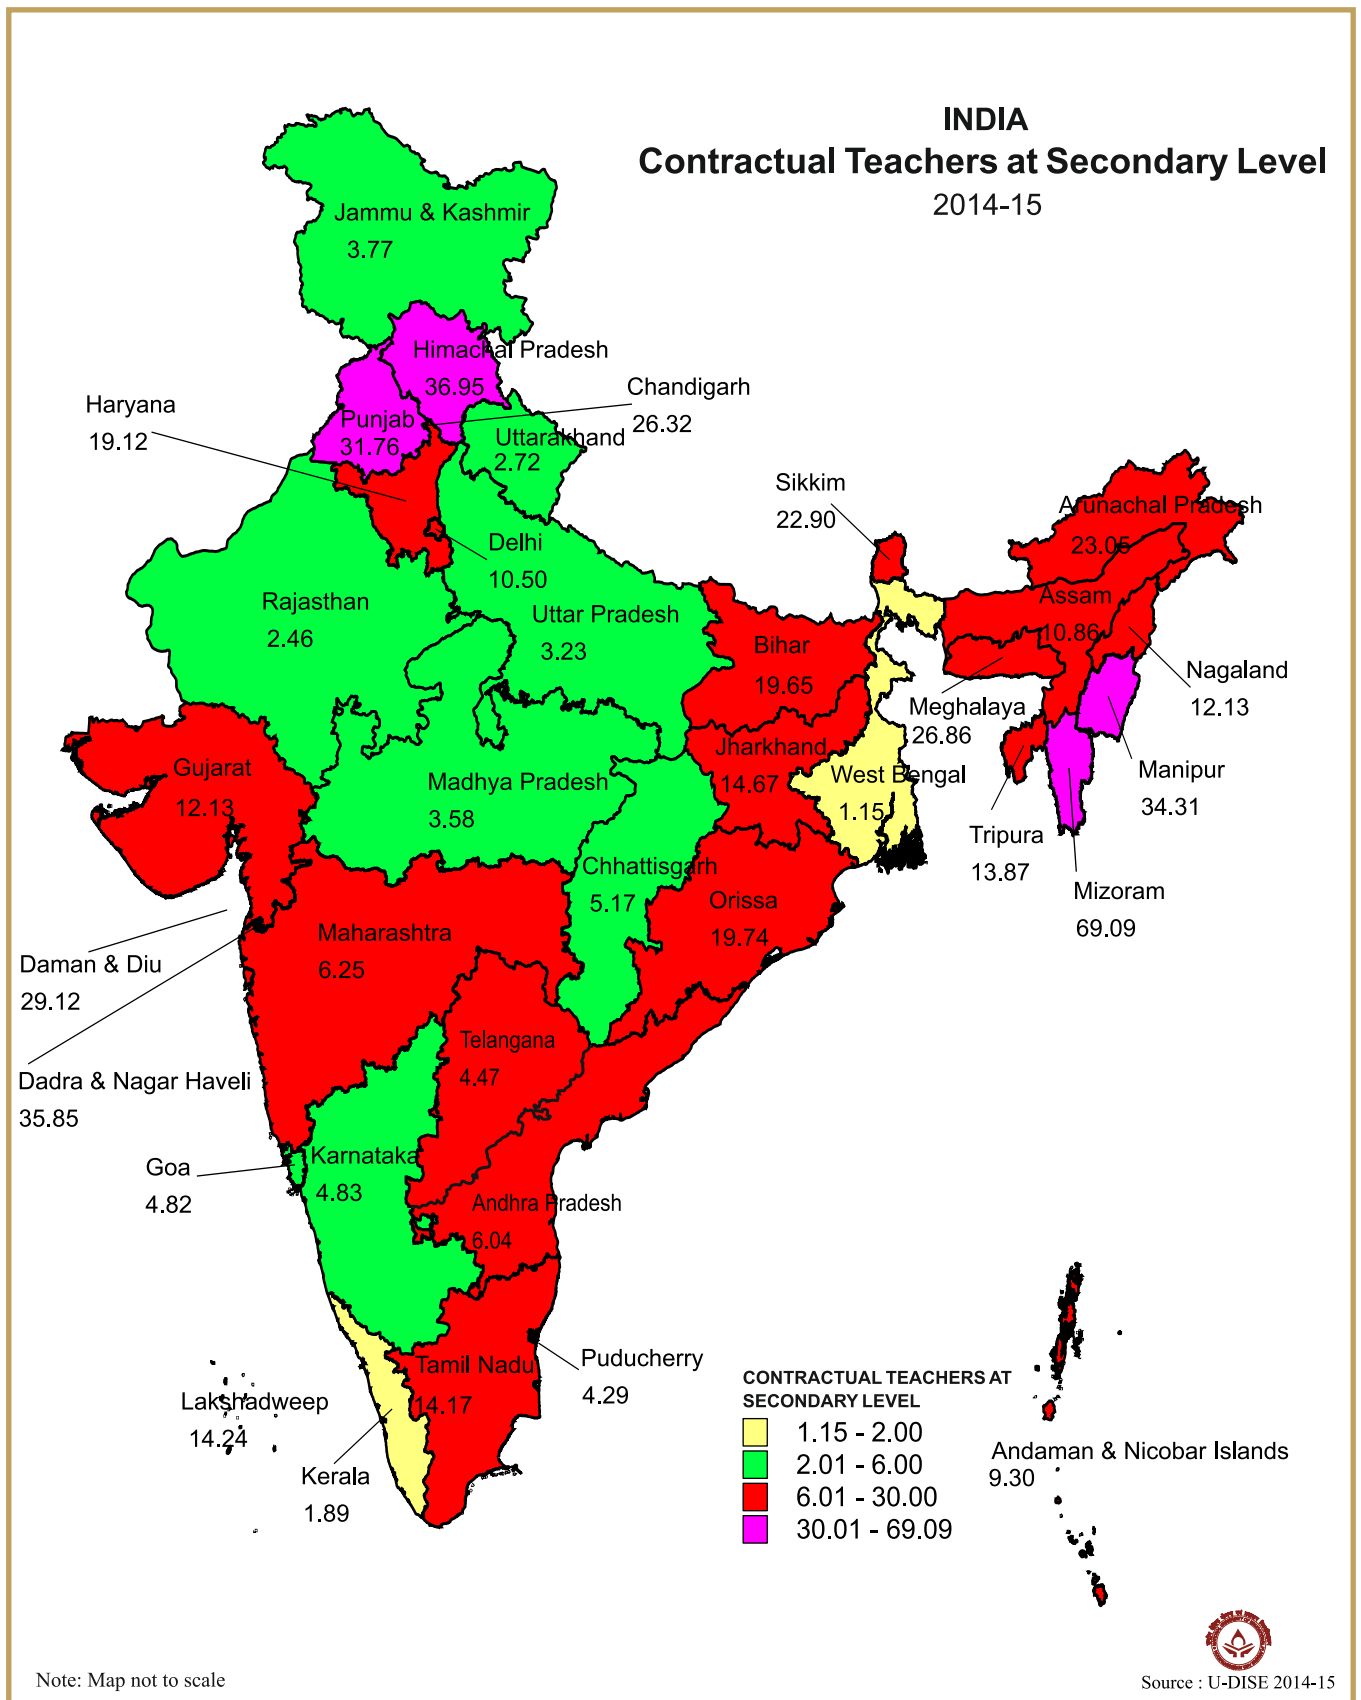 INDIA
Contractual Teachers at Secondary Level
2014-15
Jammu & Kashmir
3.77
Himachal Pradesh
36.95
Chandigarh
26.32
Haryana
19.12
Punjab
31.76
Uttarakhand
2.72
Sikkim
22.90
Arunachal Pradesh
23.05
Delhi
10.50
Rajasthan
2.46
Uttar Pradesh
3.23
Assam
10.86
Bihar
19.65
Nagaland
12.13
Meghalaya
26.86
Jharkhand
14.67
Gujarat
12.13
Madhya Pradesh
3.58
West Bengal
1.15
Manipur
34.31
Tripura
13.87
Mizoram
69.09
Chhattisgarh
5.17
Orissa
19.74
Maharashtra
6.25
Daman & Diu
29.12
Telangana
4.47
Dadra & Nagar Haveli
35.85
Goa
4.82
Karnataka
4.83
Andhra Pradesh
6.04
Puducherry
4.29
Tamil Nadu
14.17
Lakshadweep
14.24
Kerala
1.89
CONTRACTUAL TEACHERS AT
SECONDARY LEVEL
1.15 - 2.00
2.01 - 6.00
6.01 - 30.00
30.01 - 69.09
Andaman & Nicobar Islands
9.30
Note: Map not to scale
Source : U-DISE 2014-15